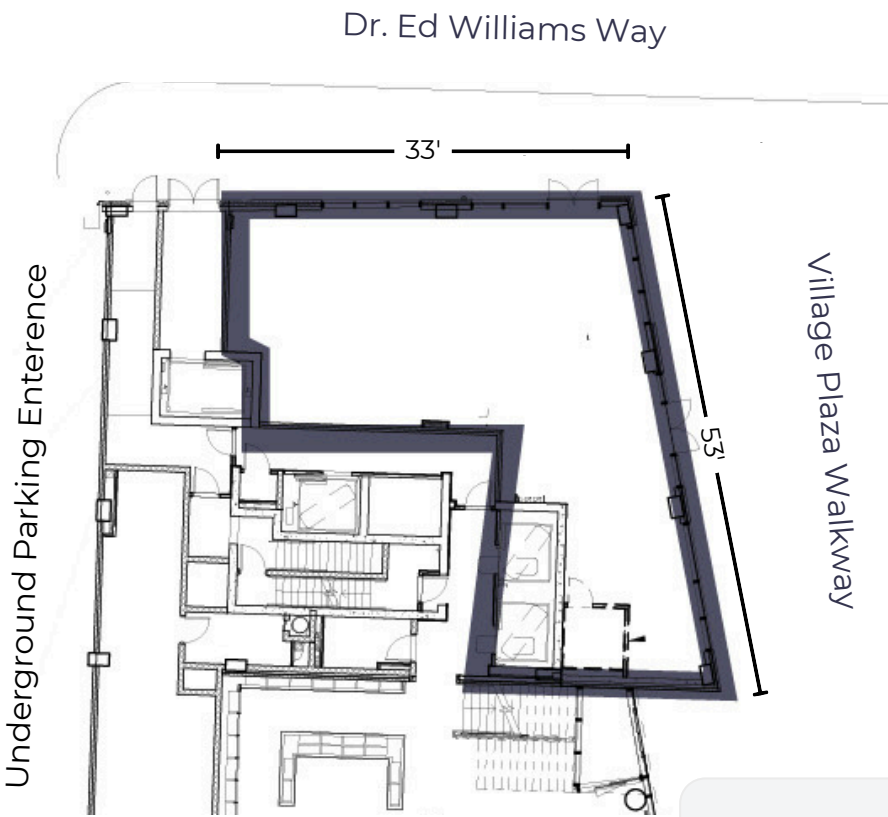 Dr. Ed Williams Way
33'
53'
Village Plaza Walkway
Underground Parking Enterence